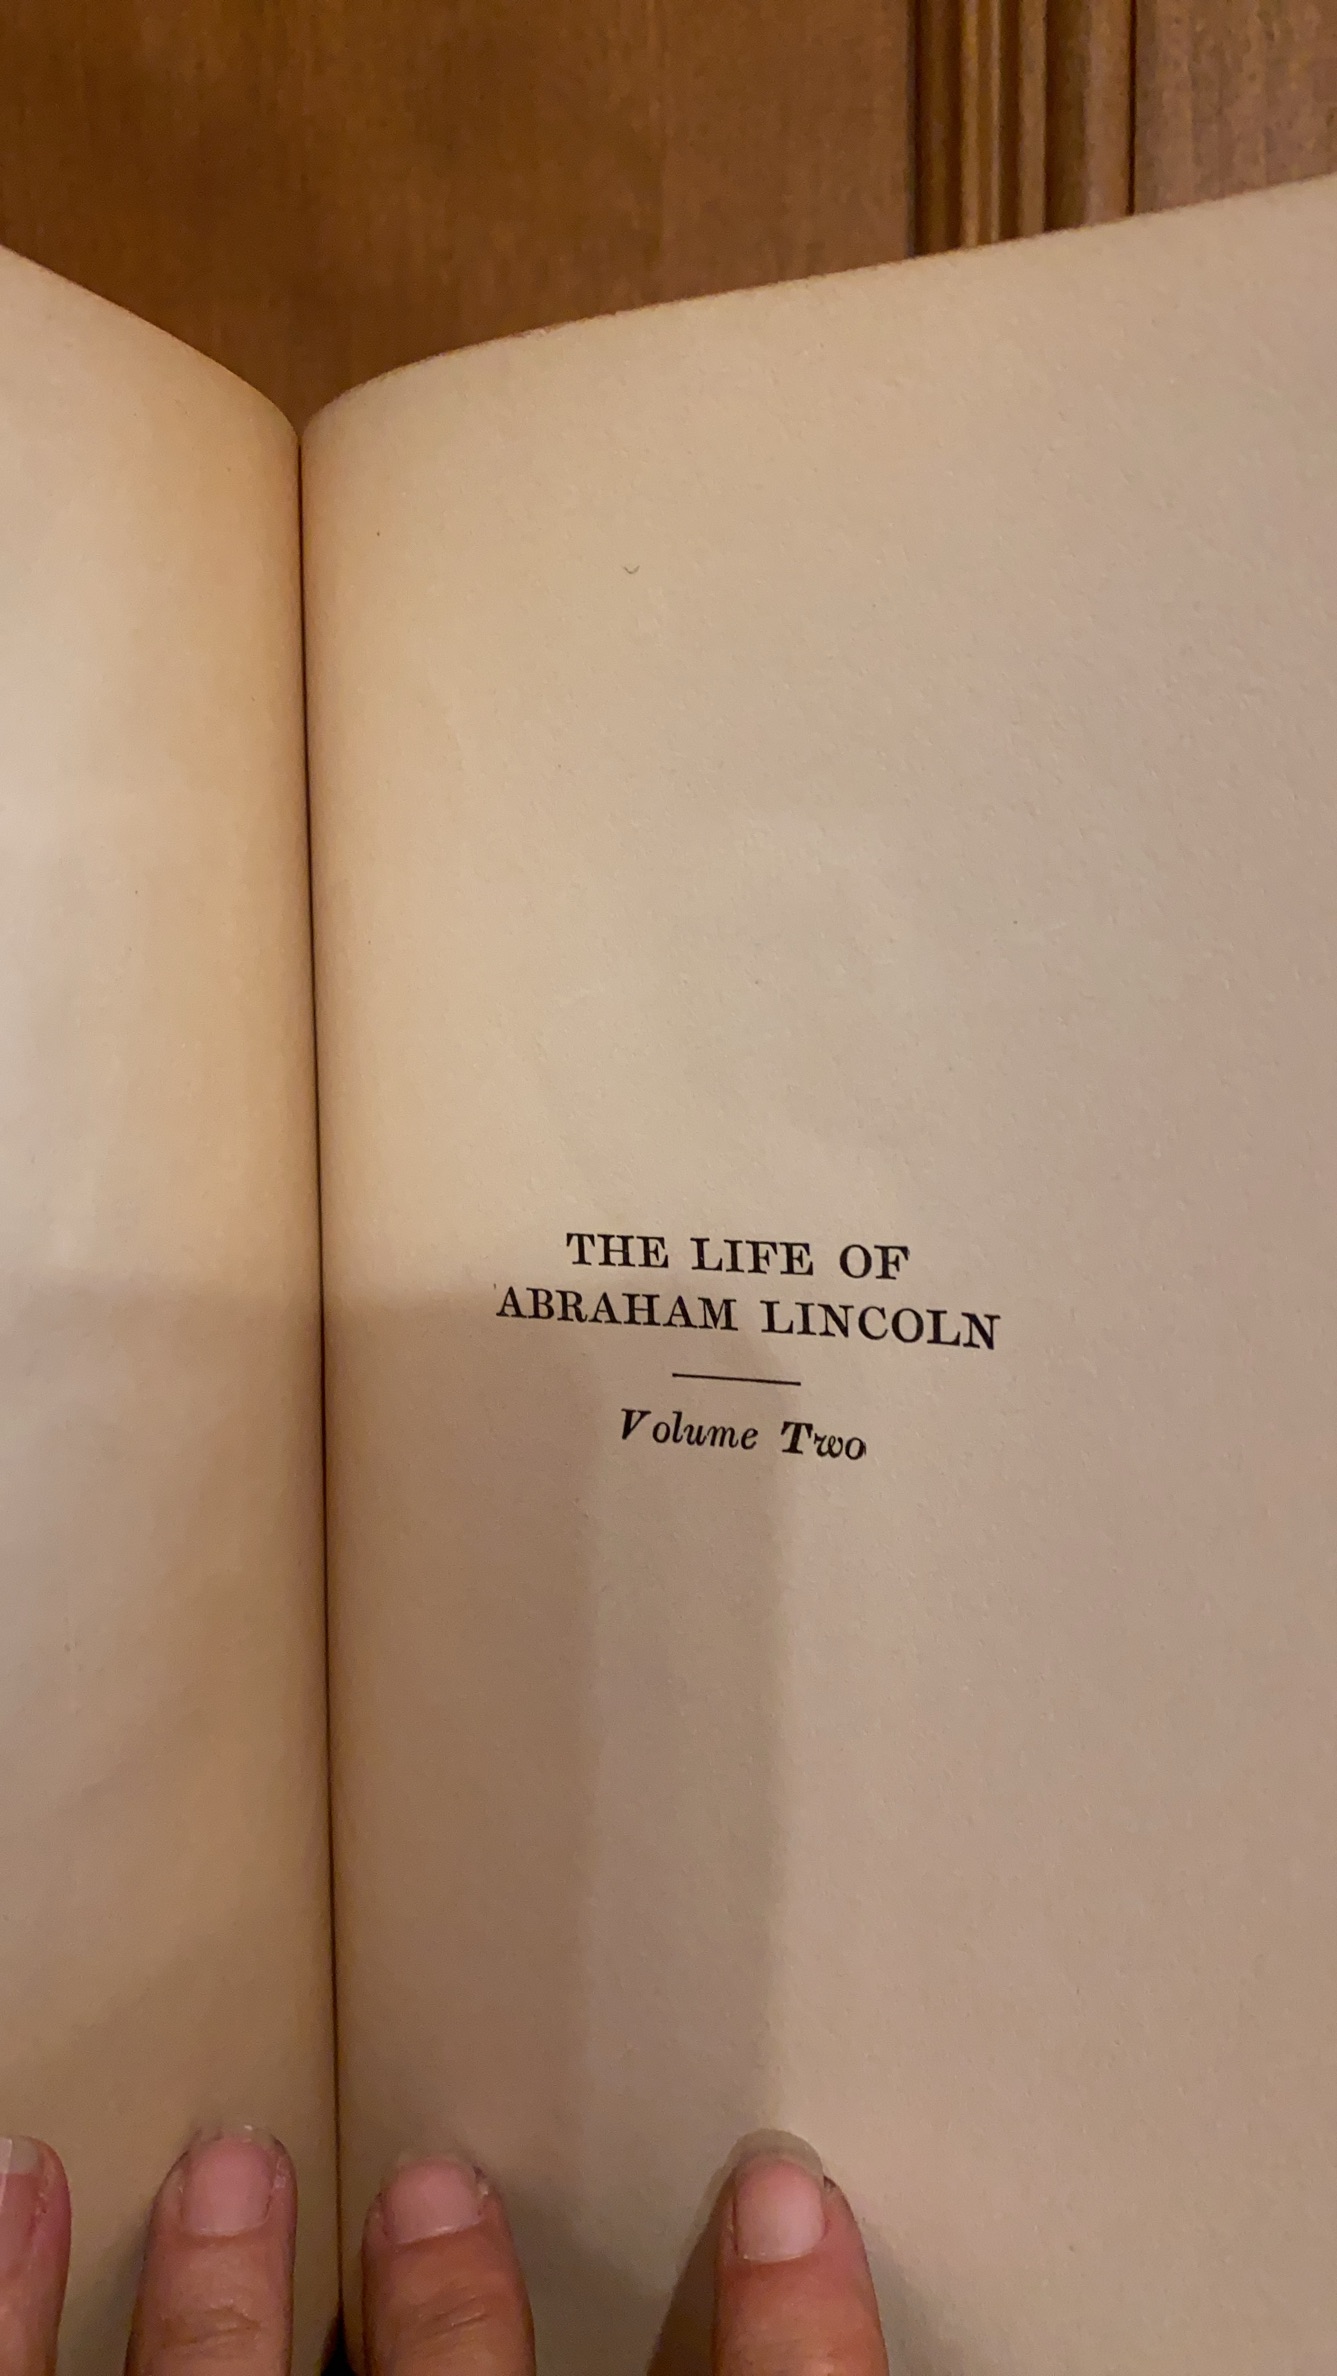 THE LIFE OF
ABRAHAM LINCOLN
Volume Two